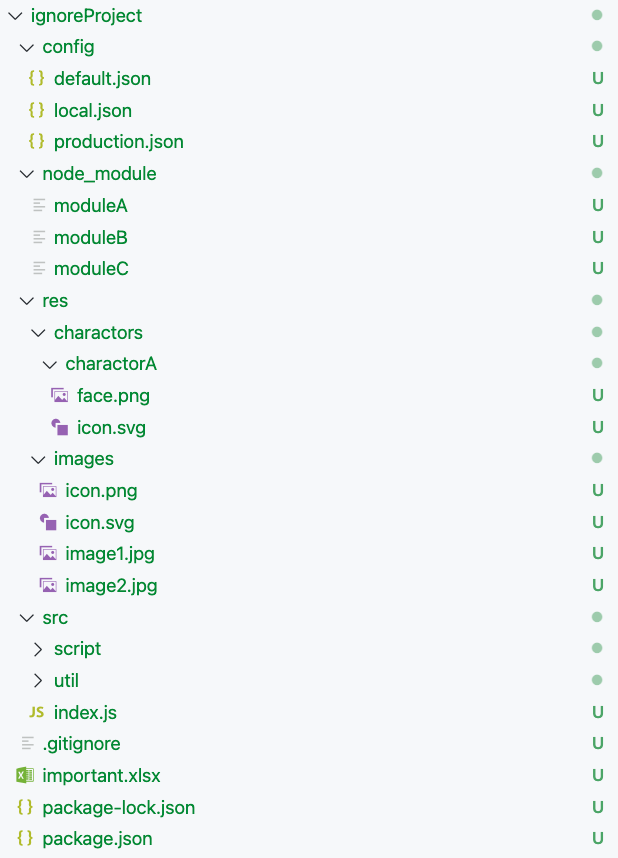 ignoreProject
config
{} default.json U
{} local.json U
{} production.json U
node_module
moduleA U
moduleB U
moduleC U
res
charactors
charactorA
face.png U
icon.svg U
images
icon.png U
icon.svg U
image1.jpg U
image2.jpg U
src
script
util
JS index.js U
.gitignore U
important.xlsx U
{} package-lock.json U
{} package.json U